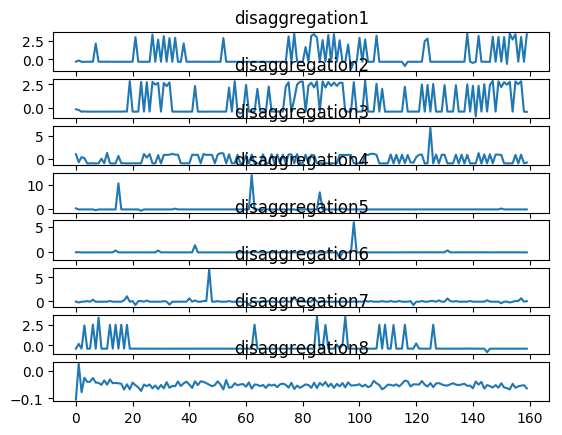 disaggregation1
2.5
0.0
disaggregation2
2.5
0.0
disaggregation3
5
0
disaggregation4
10
0
disaggregation5
5
0
disaggregation6
5
0
disaggregation7
2.5
0.0
disaggregation8
0.0
−0.1
0 20 40 60 80 100 120 140 160